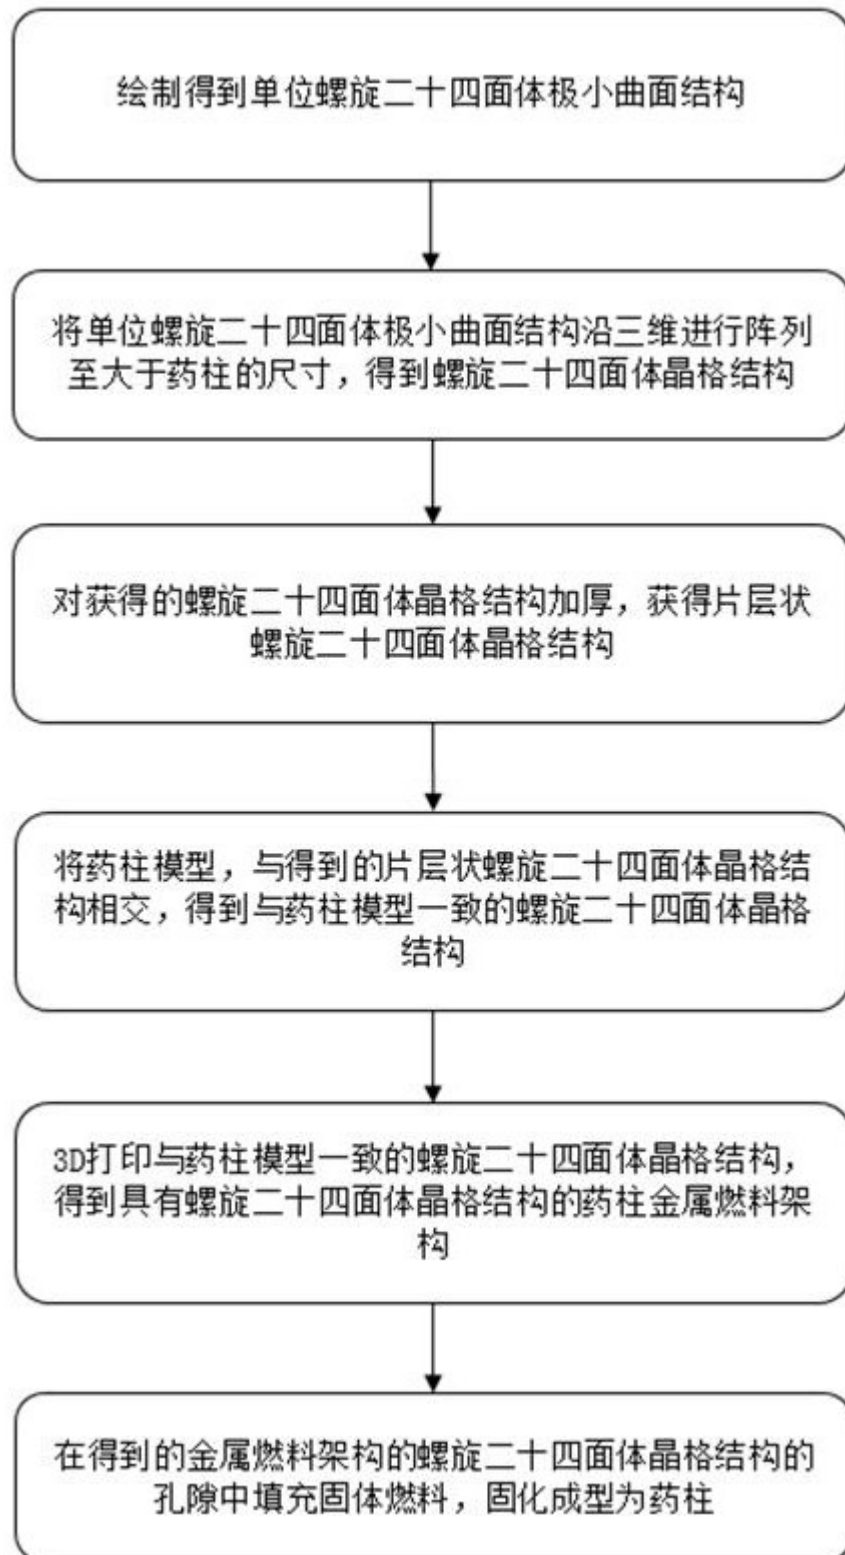 绘制得到单位螺旋二十四面体极小曲面结构
将单位螺旋二十四面体极小曲面结构沿三维进行阵列
至大于药柱的尺寸，得到螺旋二十四面体晶格结构
对获得的螺旋二十四面体晶格结构加厚，获得片层状
螺旋二十四面体晶格结构
将药柱模型，与得到的片层状螺旋二十四面体晶格结
构相交，得到与药柱模型一致的螺旋二十四面体晶格
结构
3D打印与药柱模型一致的螺旋二十四面体晶格结构，
得到具有螺旋二十四面体晶格结构的药柱金属燃料架
构
在得到的金属燃料架构的螺旋二十四面体晶格结构的
孔隙中填充固体燃料，固化成型为药柱